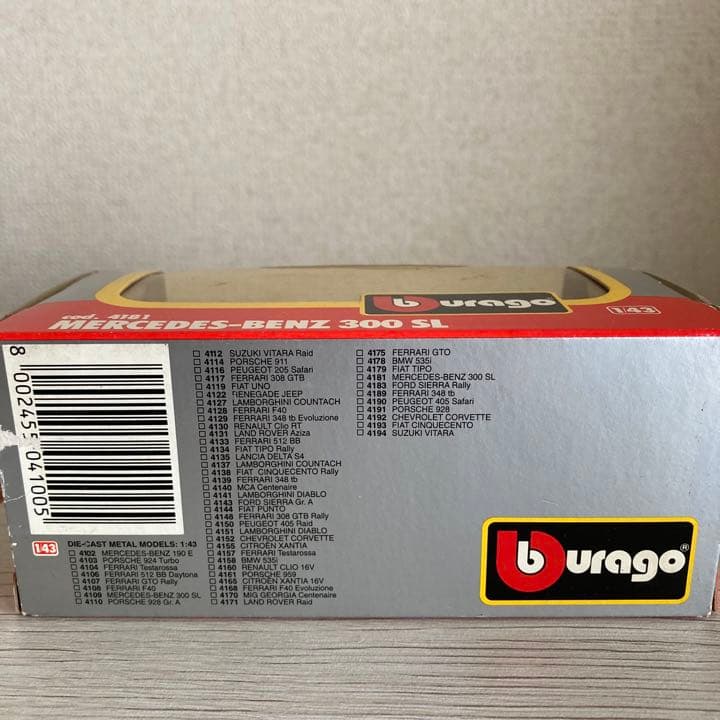 burago
cod. 4181
1:43
MERCEDES-BENZ 300 SL
8 002455 041005
1:43
DIE-CAST METAL MODELS: 1:43
4102 MERCEDES-BENZ 190 E
4103 PORSCHE 924 Turbo
4104 FERRARI Testarossa
4106 FERRARI 512 BB Daytona
4107 FERRARI GTO Rally
4108 FERRARI F40
4109 MERCEDES-BENZ 300 SL
4110 PORSCHE 928 Gr. A
4112 SUZUKI VITARA Raid
4114 PORSCHE 911
4116 PEUGEOT 205 Safari
4117 FERRARI 308 GTB
4119 FIAT UNO
4122 RENEGADE JEEP
4127 LAMBORGHINI COUNTACH
4128 FERRARI F40
4129 FERRARI 348 tb Evoluzione
4130 RENAULT Clio RT
4131 LAND ROVER Aziza
4133 FERRARI 512 BB
4134 FIAT TIPO Rally
4135 LANCIA DELTA S4
4137 LAMBORGHINI COUNTACH
4138 FIAT CINQUECENTO Rally
4139 FERRARI 348 tb
4140 MCA Centenaire
4141 LAMBORGHINI DIABLO
4143 FORD SIERRA Gr. A
4144 FIAT PUNTO
4148 FERRARI 308 GTB Rally
4150 PEUGEOT 405 Raid
4151 LAMBORGHINI DIABLO
4152 CHEVROLET CORVETTE
4155 CITROËN XANTIA
4157 FERRARI Testarossa
4158 BMW 535i
4160 RENAULT CLIO 16V
4161 PORSCHE 959
4165 CITROËN XANTIA 16V
4168 FERRARI F40 Evoluzione
4170 MIG GEORGIA Centenaire
4171 LAND ROVER Raid
4175 FERRARI GTO
4178 BMW 535i
4179 FIAT TIPO
4181 MERCEDES-BENZ 300 SL
4183 FORD SIERRA Rally
4189 FERRARI 348 tb
4190 PEUGEOT 405 Safari
4191 PORSCHE 928
4192 CHEVROLET CORVETTE
4193 FIAT CINQUECENTO
4194 SUZUKI VITARA
burago®